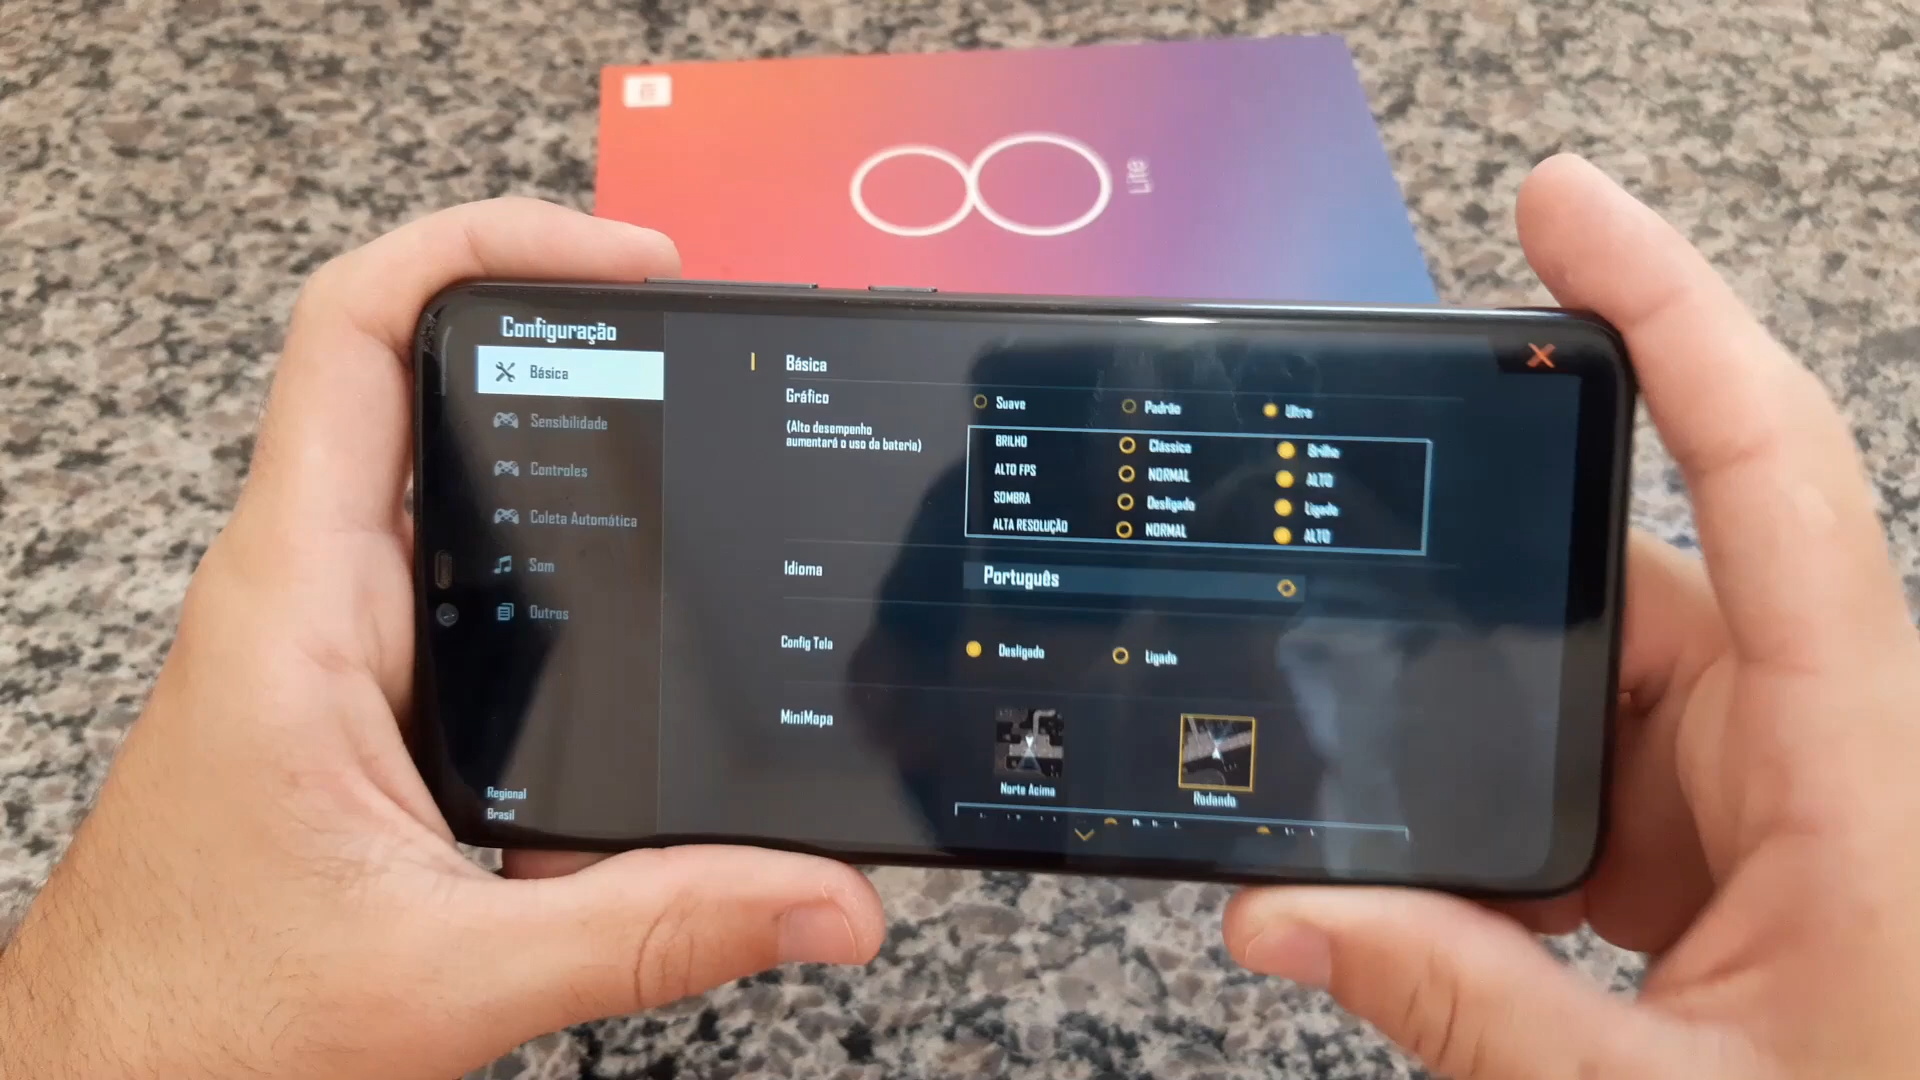 Lite
Configuração
Básica
Sensibilidade
Controles
Coleta Automática
Som
Outros
Regional
Brasil
Básica
Gráfico
(Alto desempenho
aumentará o uso da bateria)
Suave Padrão Ultra
BRILHO Clássico Brilho
ALTO FPS NORMAL ALTO
SOMBRA Desligado Ligado
ALTA RESOLUÇÃO NORMAL ALTO
Idioma Português
Config Tela Desligado Ligado
MiniMapa
Norte Acima Rodando